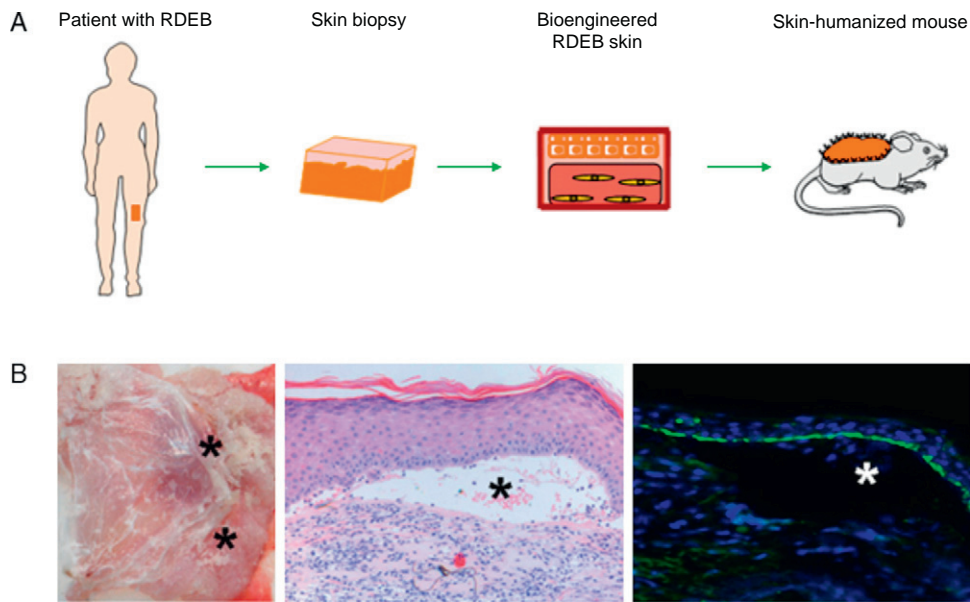 A
Patient with RDEB
Skin biopsy
Bioengineered
RDEB skin
Skin-humanized mouse
B
*
*
*
*